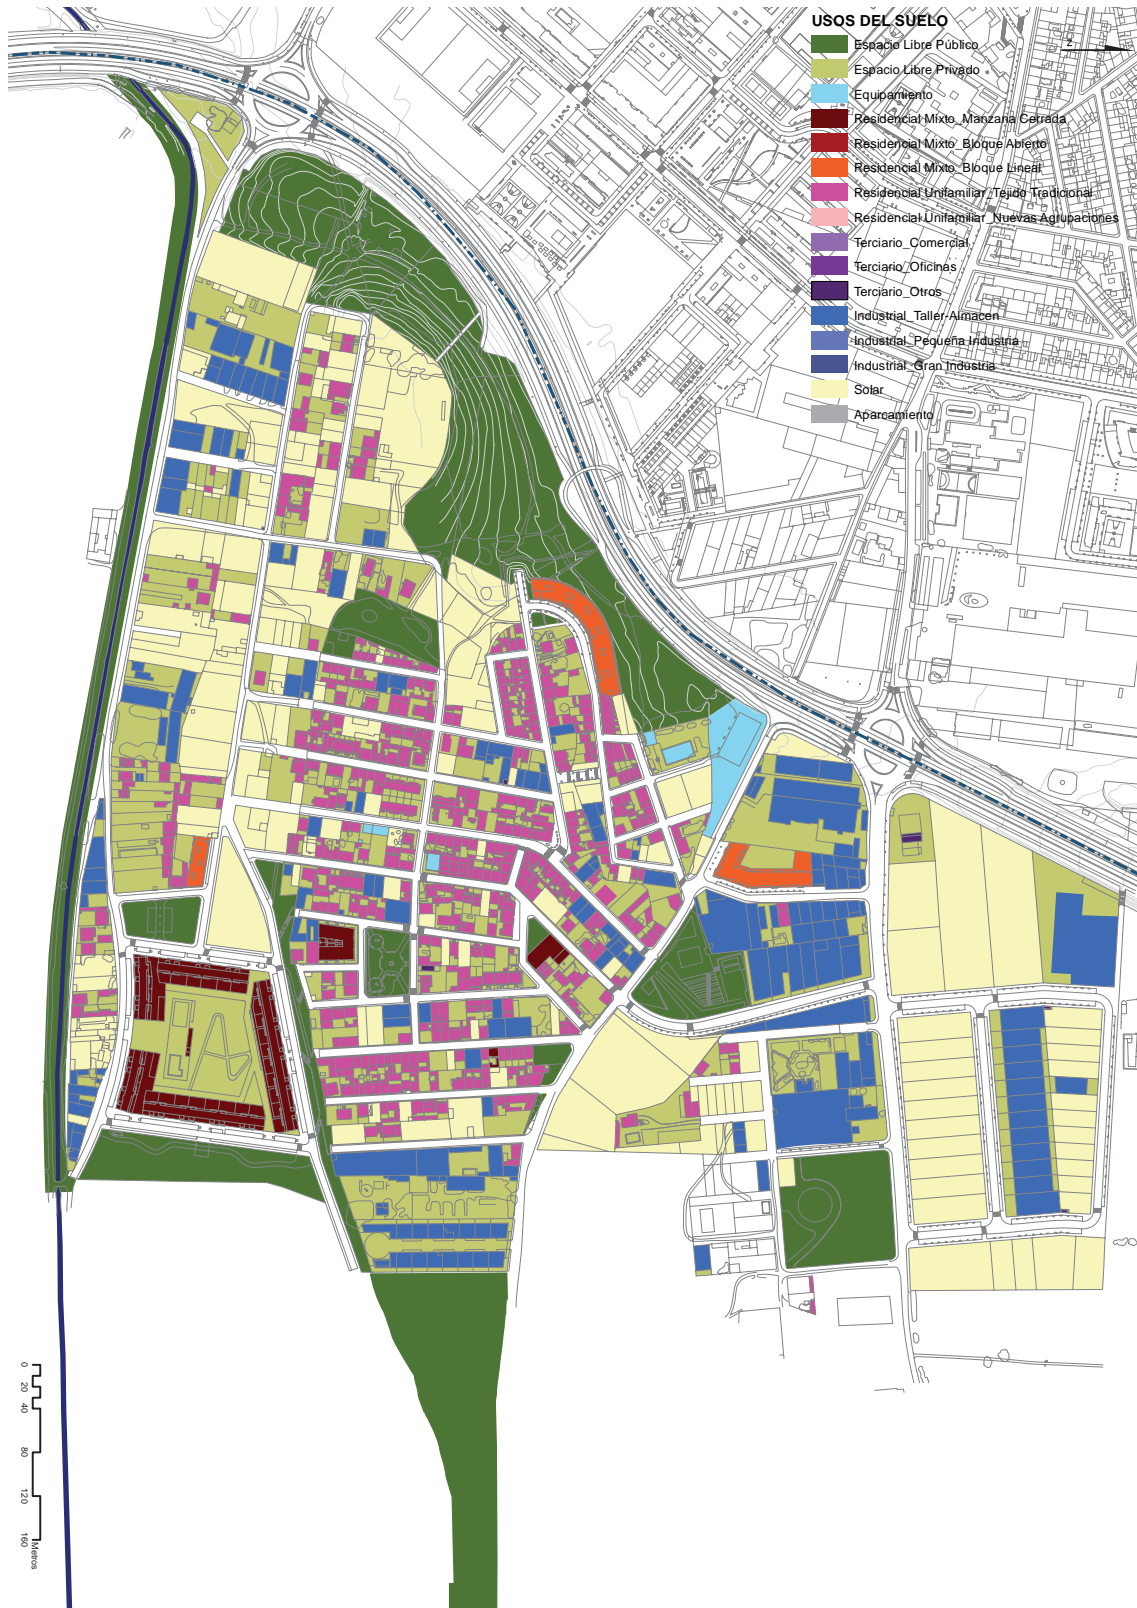 USOS DEL SUELO
Espacio Libre Público
Espacio Libre Privado
Equipamiento
Residencial Mixto_Manzana Cerrada
Residencial Mixto_Bloque Abierto
Residencial Mixto_Bloque Lineal
Residencial Unifamiliar_Tejido Tradicional
Residencial Unifamiliar_Nuevas Agrupaciones
Terciario_Comercial
Terciario_Oficinas
Terciario_Otros
Industrial_Taller-Almacen
Industrial_Pequeña Industria
Industrial_Gran Industria
Solar
Aparcamiento
N
0
20
40
80
120
160
Metros